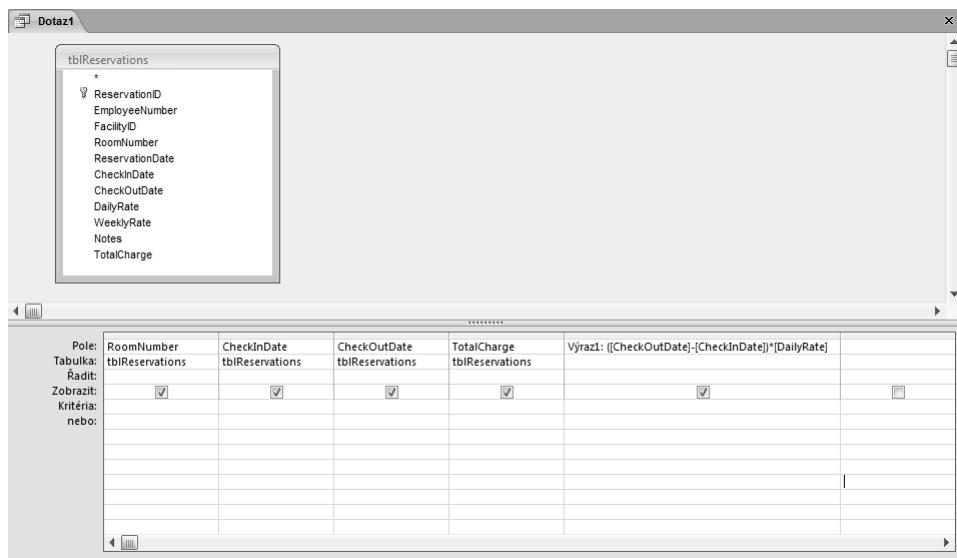 Dotaz1
tblReservations
*
ReservationID
EmployeeNumber
FacilityID
RoomNumber
ReservationDate
CheckInDate
CheckOutDate
DailyRate
WeeklyRate
Notes
TotalCharge
Pole: RoomNumber CheckInDate CheckOutDate TotalCharge Výraz1: ([CheckOutDate]-[CheckInDate])*[DailyRate]
Tabulka: tblReservations tblReservations tblReservations tblReservations
Řadit:
Zobrazit:
Kritéria:
nebo: